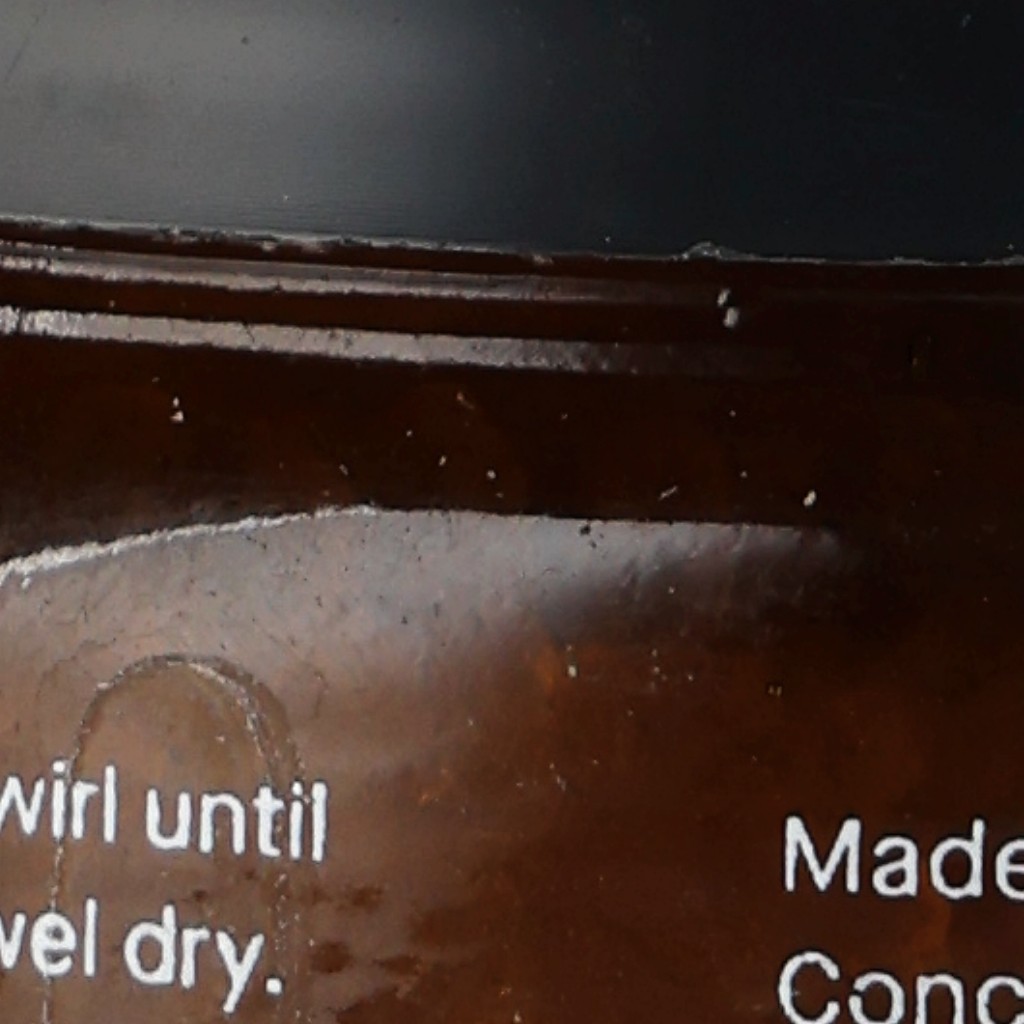 wirl until
wel dry.
Made
Conc